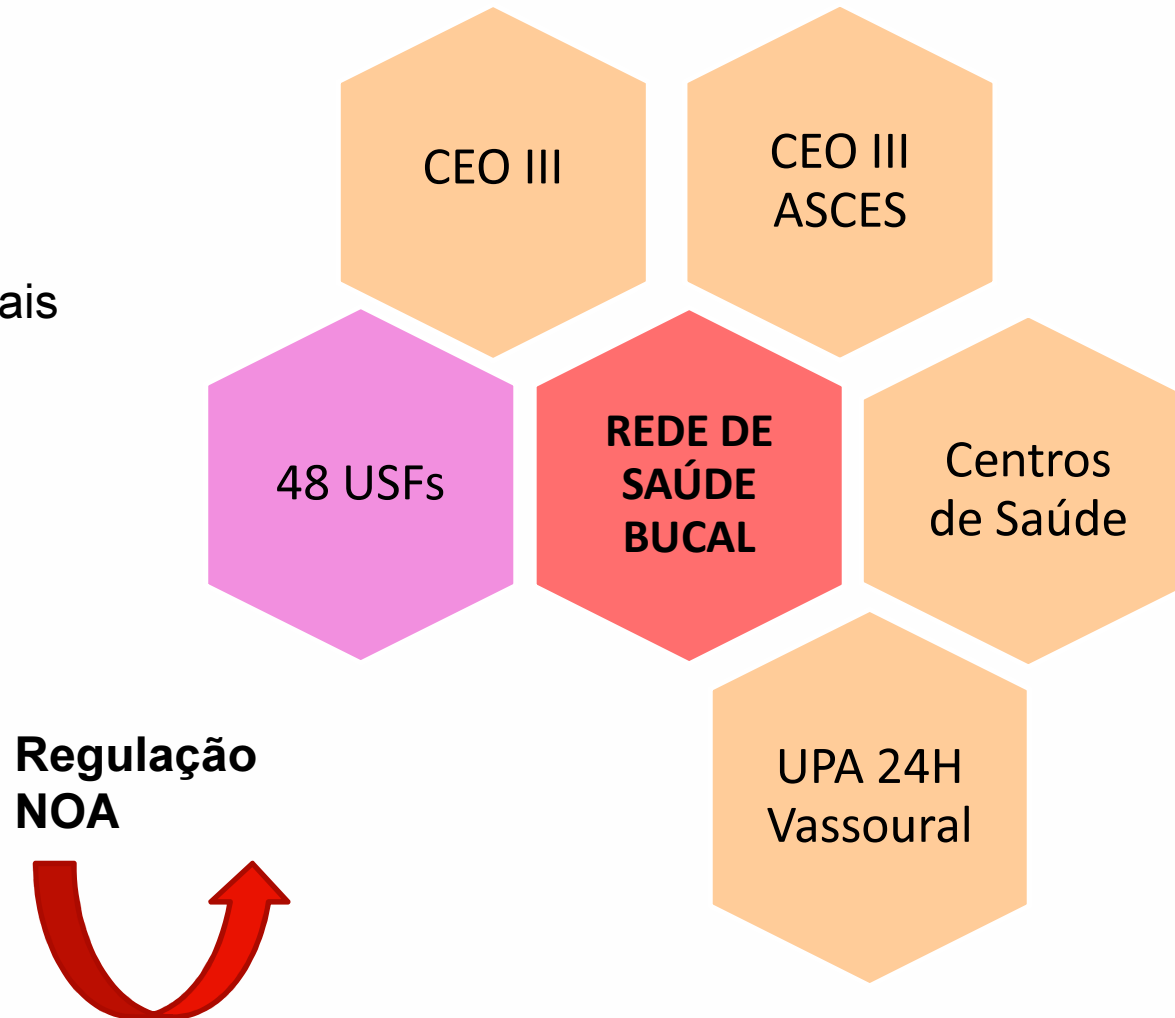 CEO III
CEO III
ASCES
ais
48 USFs
REDE DE
SAÚDE
BUCAL
Centros
de Saúde
Regulação
NOA
UPA 24H
Vassoural